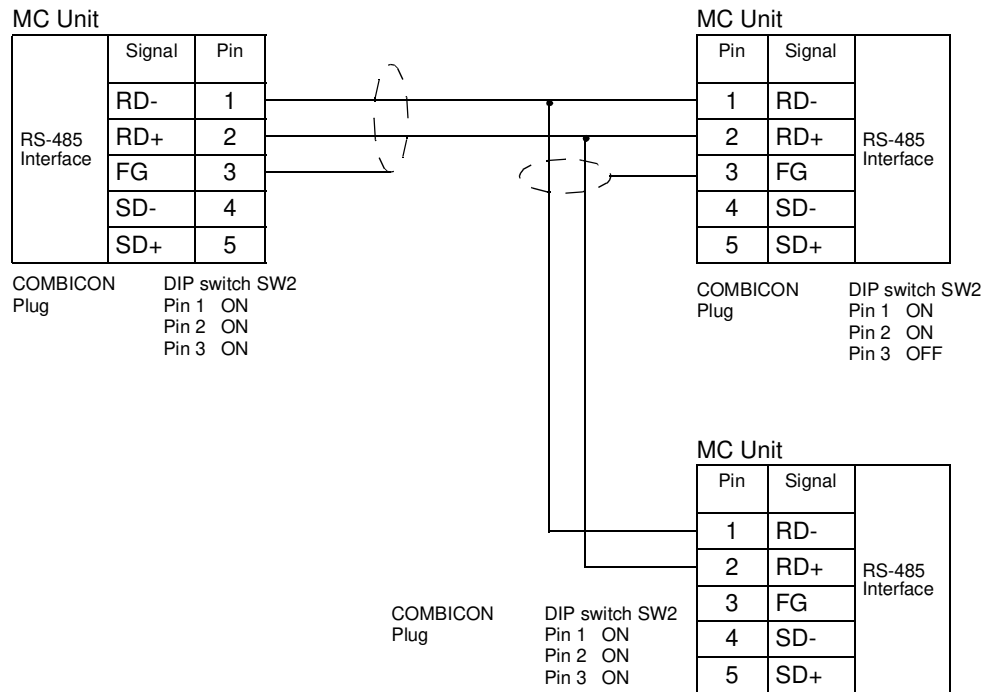 MC Unit
Signal Pin
RD- 1
RD+ 2
FG 3
SD- 4
SD+ 5
RS-485
Interface
COMBICON
Plug
DIP switch SW2
Pin 1 ON
Pin 2 ON
Pin 3 ON
MC Unit
Pin Signal
1 RD-
2 RD+
3 FG
4 SD-
5 SD+
RS-485
Interface
COMBICON
Plug
DIP switch SW2
Pin 1 ON
Pin 2 ON
Pin 3 OFF
MC Unit
Pin Signal
1 RD-
2 RD+
3 FG
4 SD-
5 SD+
RS-485
Interface
COMBICON
Plug
DIP switch SW2
Pin 1 ON
Pin 2 ON
Pin 3 ON